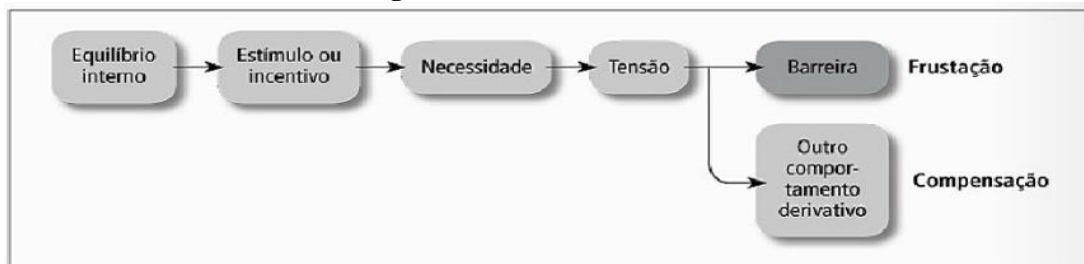 Equilíbrio
interno
Estímulo ou
incentivo
Necessidade
Tensão
Barreira
Frustação
Outro
compor-
tamento
derivativo
Compensação